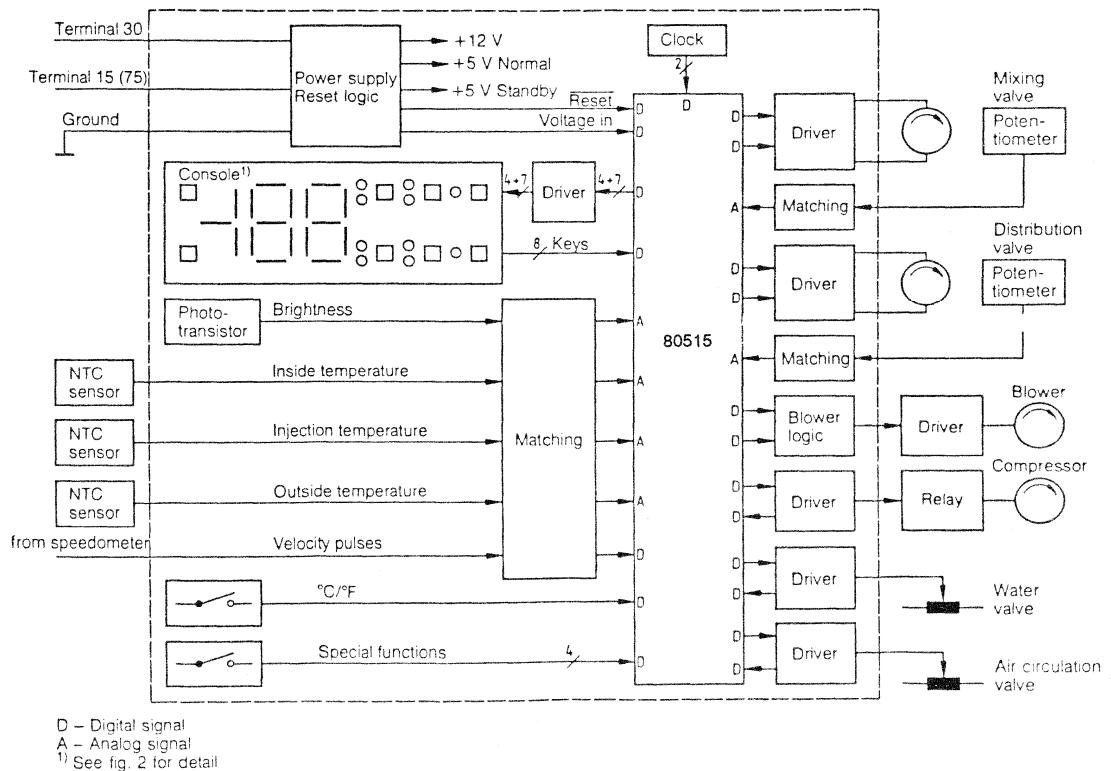 Terminal 30
Terminal 15 (75)
Ground
Power supply
Reset logic
+12 V
+5 V Normal
+5 V Standby
Reset
Voltage in
D
D
Clock
2
D
Console1)
4+7
Driver
4+7
D
8 Keys
D
Photo-
transistor
Brightness
A
NTC
sensor
Inside temperature
A
NTC
sensor
Injection temperature
Matching
A
NTC
sensor
Outside temperature
A
from speedometer
Velocity pulses
D
°C/°F
D
Special functions
4
D
80515
D
D
Driver
Mixing
valve
Poten-
tiometer
A
Matching
D
D
Driver
Distribution
valve
Poten-
tiometer
A
Matching
D
D
Blower
logic
Driver
Blower
D
D
Driver
Relay
Compressor
D
D
Driver
Water
valve
D
D
Driver
Air circulation
valve
D – Digital signal
A – Analog signal
1) See fig. 2 for detail